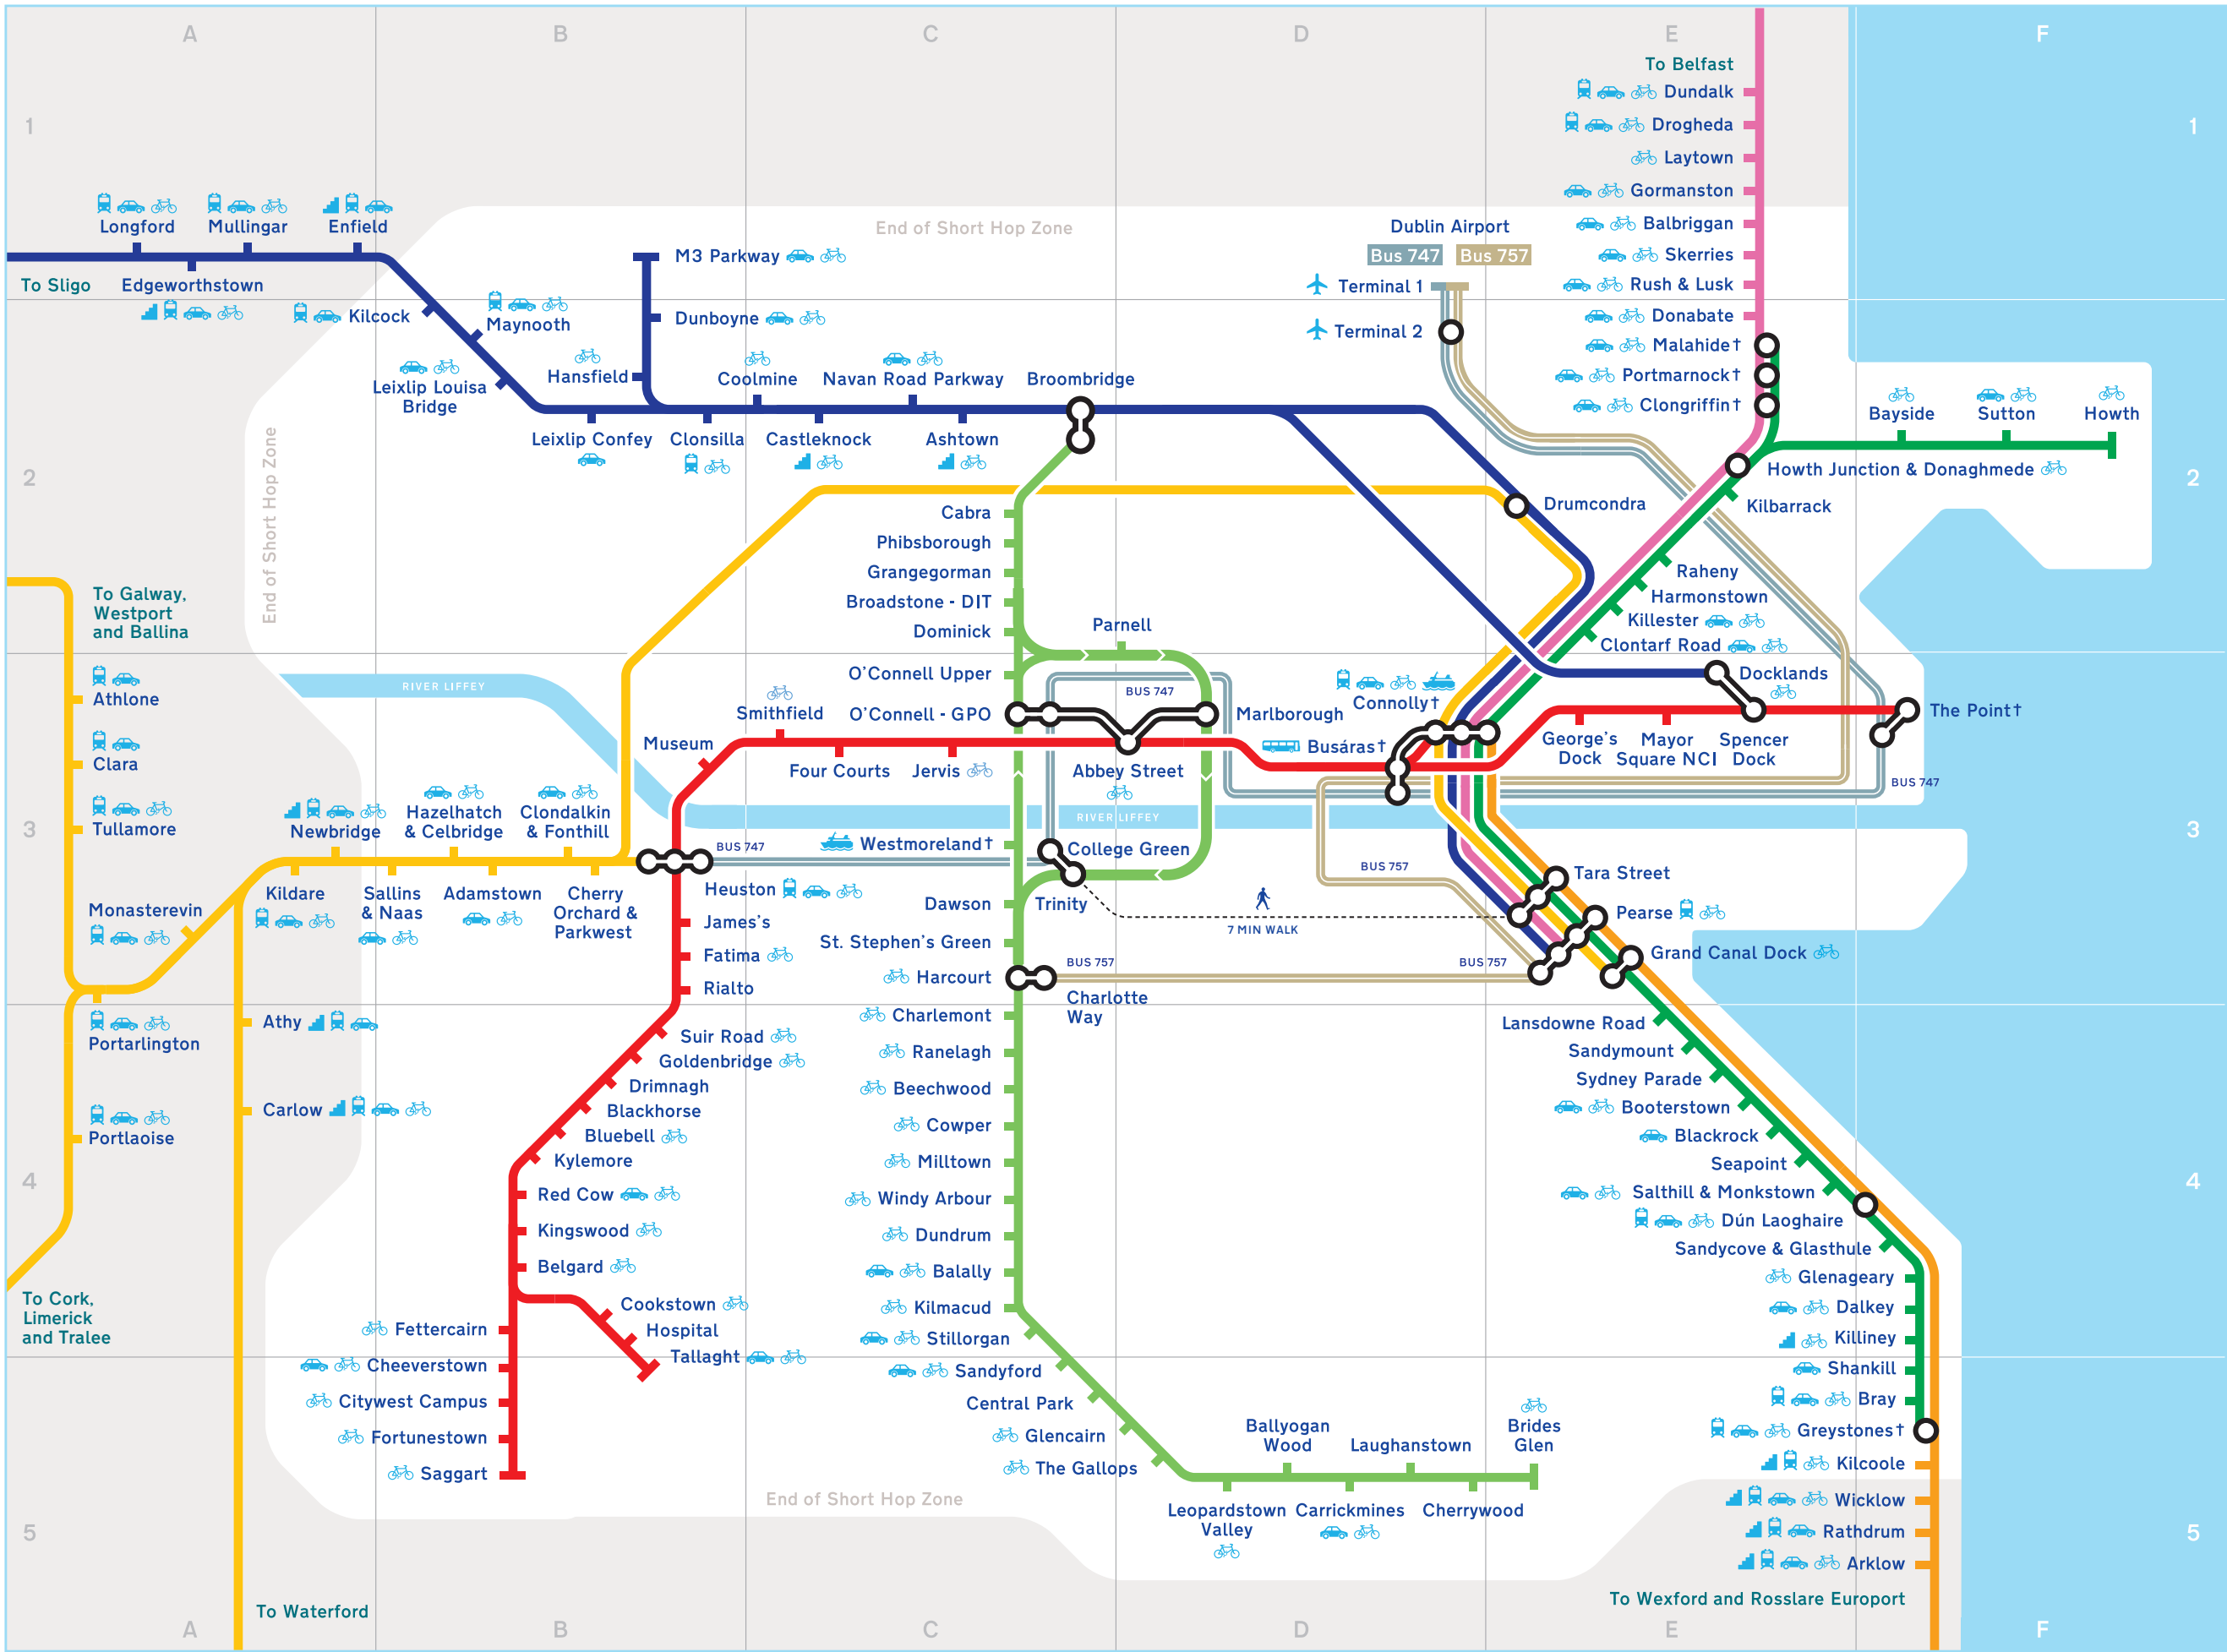 A
B
C
D
E
F
1
1
To Belfast
Dundalk
Drogheda
Laytown
Gormanston
Balbriggan
Skerries
Rush & Lusk
Donabate
Malahide†
Portmarnock†
Clongriffin†
Longford
Mullingar
Enfield
To Sligo
Edgeworthstown
Kilcock
Maynooth
Leixlip Louisa
Bridge
M3 Parkway
Dunboyne
Hansfield
End of Short Hop Zone
Dublin Airport
Bus 747
Bus 757
Terminal 1
Terminal 2
Coolmine
Navan Road Parkway
Broombridge
Leixlip Confey
Clonsilla
Castleknock
Ashtown
Bayside
Sutton
Howth
Howth Junction & Donaghmede
Kilbarrack
2
2
End of Short Hop Zone
Drumcondra
Cabra
Phibsborough
Grangegorman
Broadstone - DIT
Dominick
Parnell
Raheny
Harmonstown
Killester
Clontarf Road
To Galway,
Westport
and Ballina
Athlone
Clara
Tullamore
RIVER LIFFEY
O'Connell Upper
BUS 747
O'Connell - GPO
Marlborough
Connolly†
Docklands
The Point†
Smithfield
Museum
Busáras†
Four Courts
Jervis
Abbey Street
George's
Dock
Mayor
Square NCI
Spencer
Dock
BUS 747
3
3
Newbridge
Hazelhatch
& Celbridge
Clondalkin
& Fonthill
RIVER LIFFEY
BUS 747
Westmoreland†
College Green
BUS 757
Tara Street
Kildare
Sallins
& Naas
Adamstown
Cherry
Orchard &
Parkwest
Heuston
Monasterevin
Dawson
Trinity
7 MIN WALK
Pearse
James's
Fatima
Rialto
St. Stephen's Green
Harcourt
BUS 757
BUS 757
Charlotte
Way
Grand Canal Dock
Portarlington
Athy
Carlow
Portlaoise
Suir Road
Goldenbridge
Drimnagh
Blackhorse
Bluebell
Kylemore
Red Cow
Kingswood
Belgard
Charlemont
Ranelagh
Beechwood
Cowper
Milltown
Windy Arbour
Dundrum
Balally
Kilmacud
Stillorgan
Sandyford
Central Park
Glencairn
The Gallops
Lansdowne Road
Sandymount
Sydney Parade
Booterstown
Blackrock
Seapoint
Salthill & Monkstown
Dún Laoghaire
Sandycove & Glasthule
Glenageary
Dalkey
Killiney
Shankill
Bray
Greystones†
Kilcoole
Wicklow
Rathdrum
Arklow
4
4
To Cork,
Limerick
and Tralee
Cookstown
Hospital
Tallaght
Fettercairn
Cheeverstown
Citywest Campus
Fortunestown
Saggart
Ballyogan
Wood
Laughanstown
Brides
Glen
Leopardstown
Valley
Carrickmines
Cherrywood
End of Short Hop Zone
5
5
To Waterford
To Wexford and Rosslare Europort
A
B
C
D
E
F